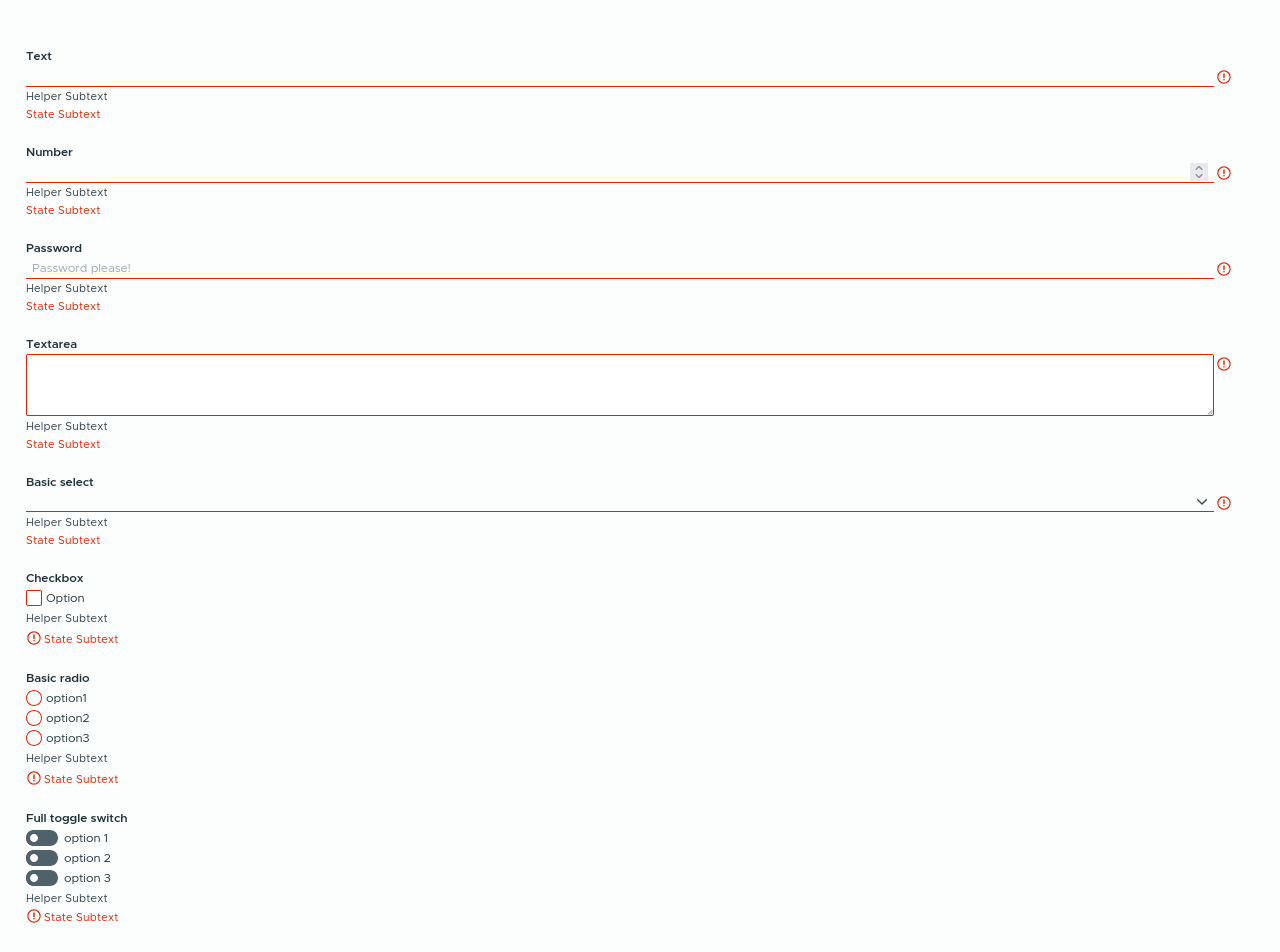 Text
Helper Subtext
State Subtext
Number
Helper Subtext
State Subtext
Password
Password please!
Helper Subtext
State Subtext
Textarea
Helper Subtext
State Subtext
Basic select
Helper Subtext
State Subtext
Checkbox
Option
Helper Subtext
State Subtext
Basic radio
option1
option2
option3
Helper Subtext
State Subtext
Full toggle switch
option 1
option 2
option 3
Helper Subtext
State Subtext